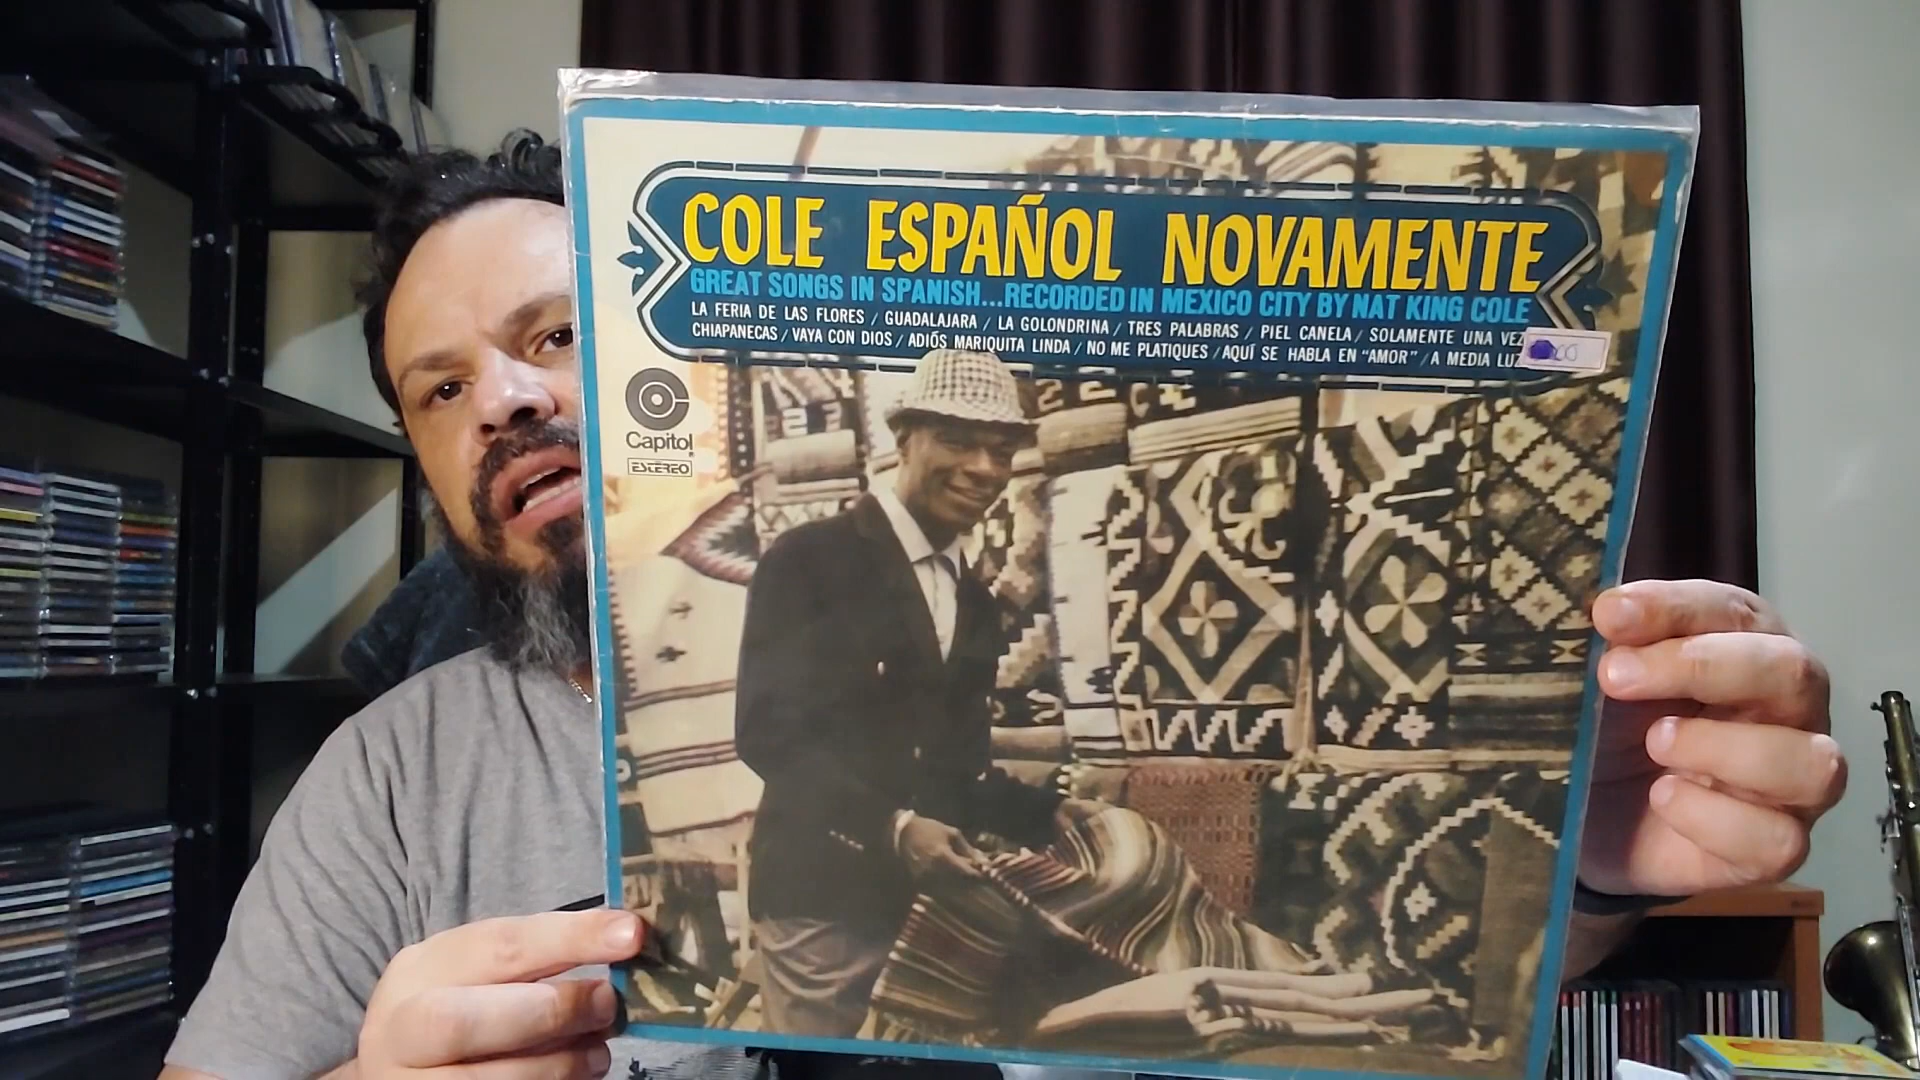 COLE ESPAÑOL NOVAMENTE
GREAT SONGS IN SPANISH...RECORDED IN MEXICO CITY BY NAT KING COLE
LA FERIA DE LAS FLORES / GUADALAJARA / LA GOLONDRINA / TRES PALABRAS / PIEL CANELA / SOLAMENTE UNA VEZ
CHIAPANECAS / VAYA CON DIOS / ADIÓS MARIQUITA LINDA / NO ME PLATIQUES / AQUÍ SE HABLA EN "AMOR" / A MEDIA LUZ
Capitol
ESTÉREO